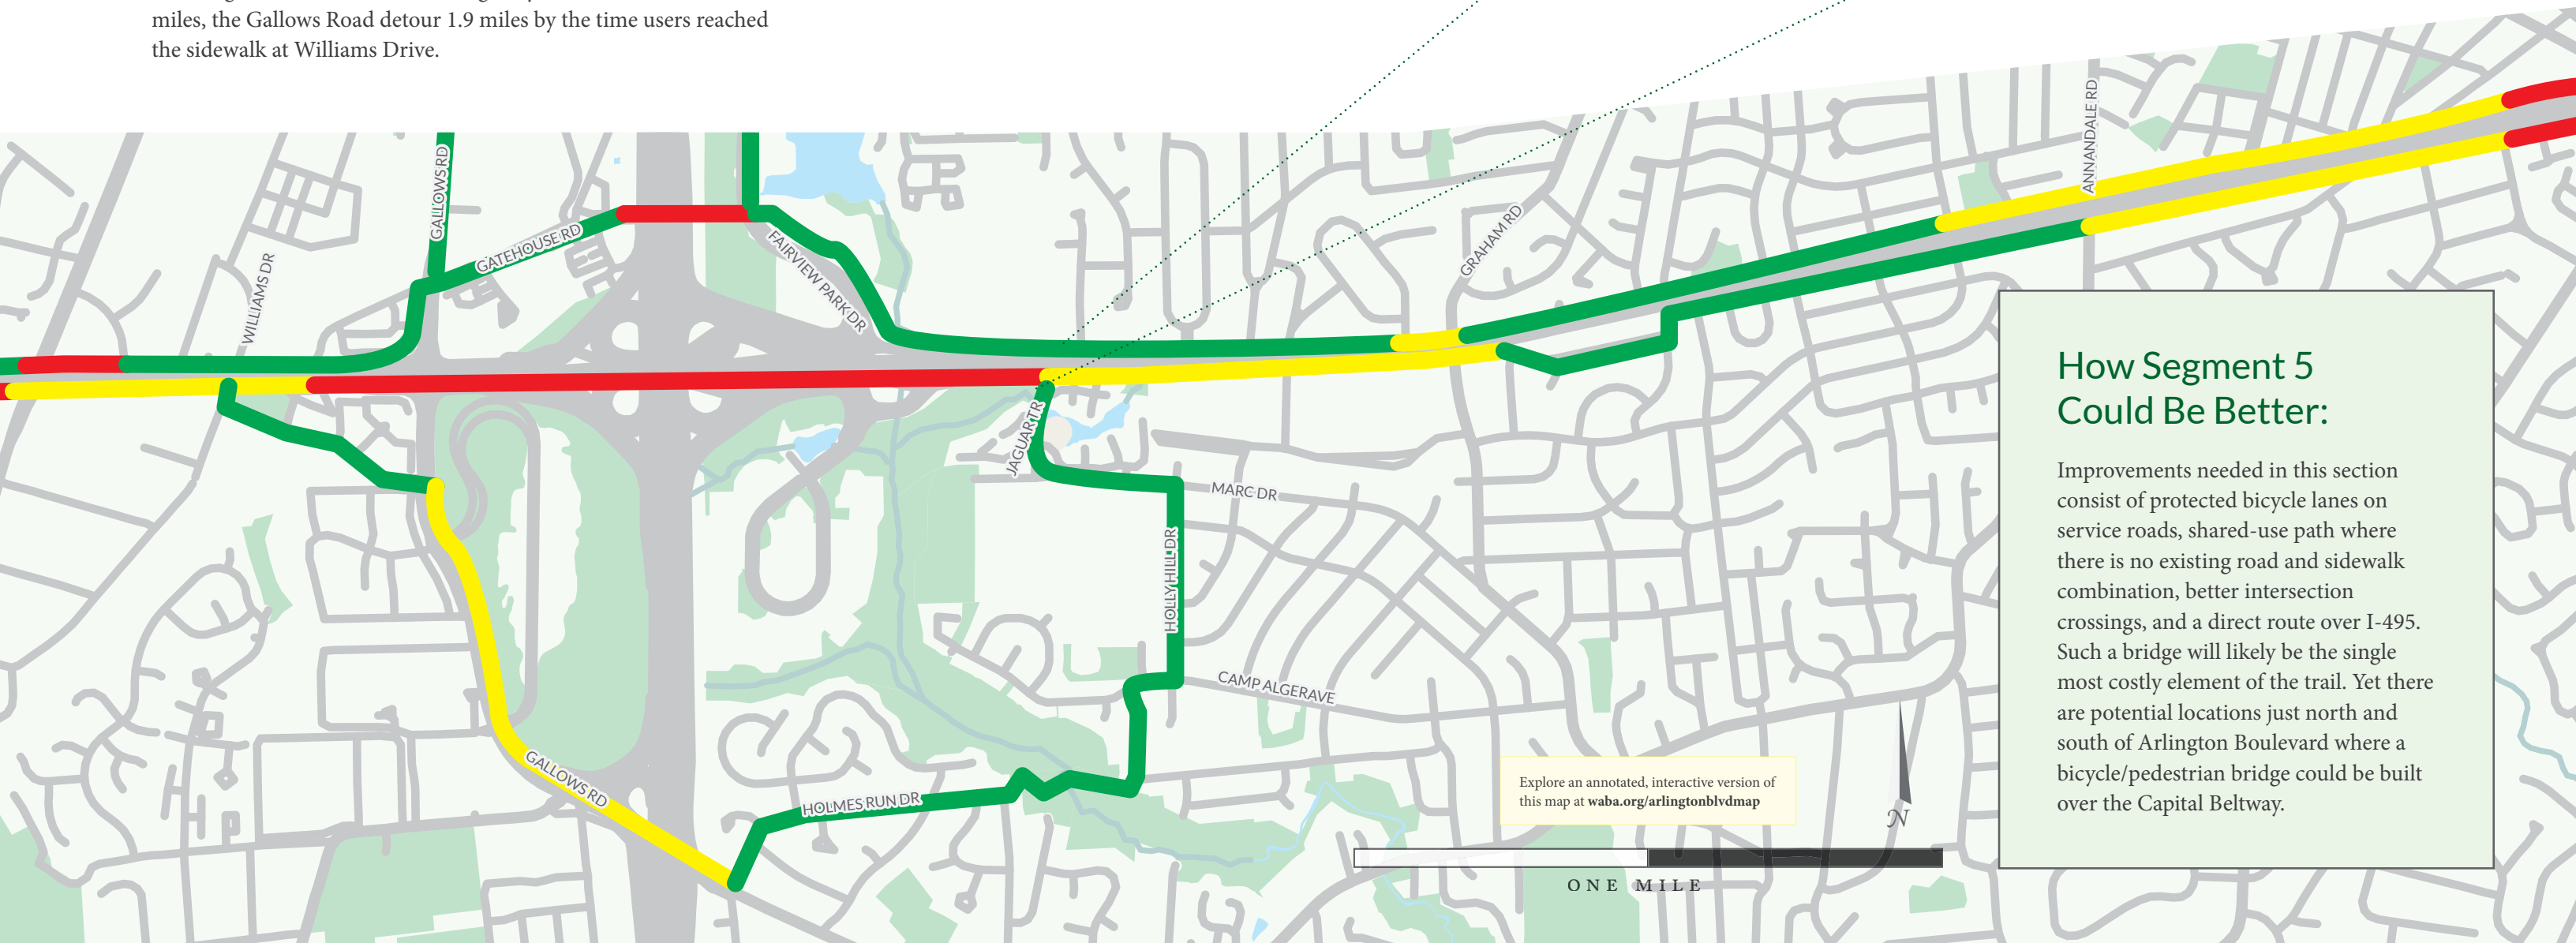 miles, the Gallows Road detour 1.9 miles by the time users reached
the sidewalk at Williams Drive.
ANNANDALE RD
GALLOWS RD
GATEHOUSE RD
FAIRVIEW PARK DR
GRAHAM RD
WILLIAMS DR
JAGUAR TR
MARC DR
HOLLY HILL DR
CAMP ALGERAVE
GALLOWS RD
HOLMES RUN DR
How Segment 5
Could Be Better:
Improvements needed in this section
consist of protected bicycle lanes on
service roads, shared-use path where
there is no existing road and sidewalk
combination, better intersection
crossings, and a direct route over I-495.
Such a bridge will likely be the single
most costly element of the trail. Yet there
are potential locations just north and
south of Arlington Boulevard where a
bicycle/pedestrian bridge could be built
over the Capital Beltway.
Explore an annotated, interactive version of
this map at waba.org/arlingtonblvdmap
N
ONE MILE